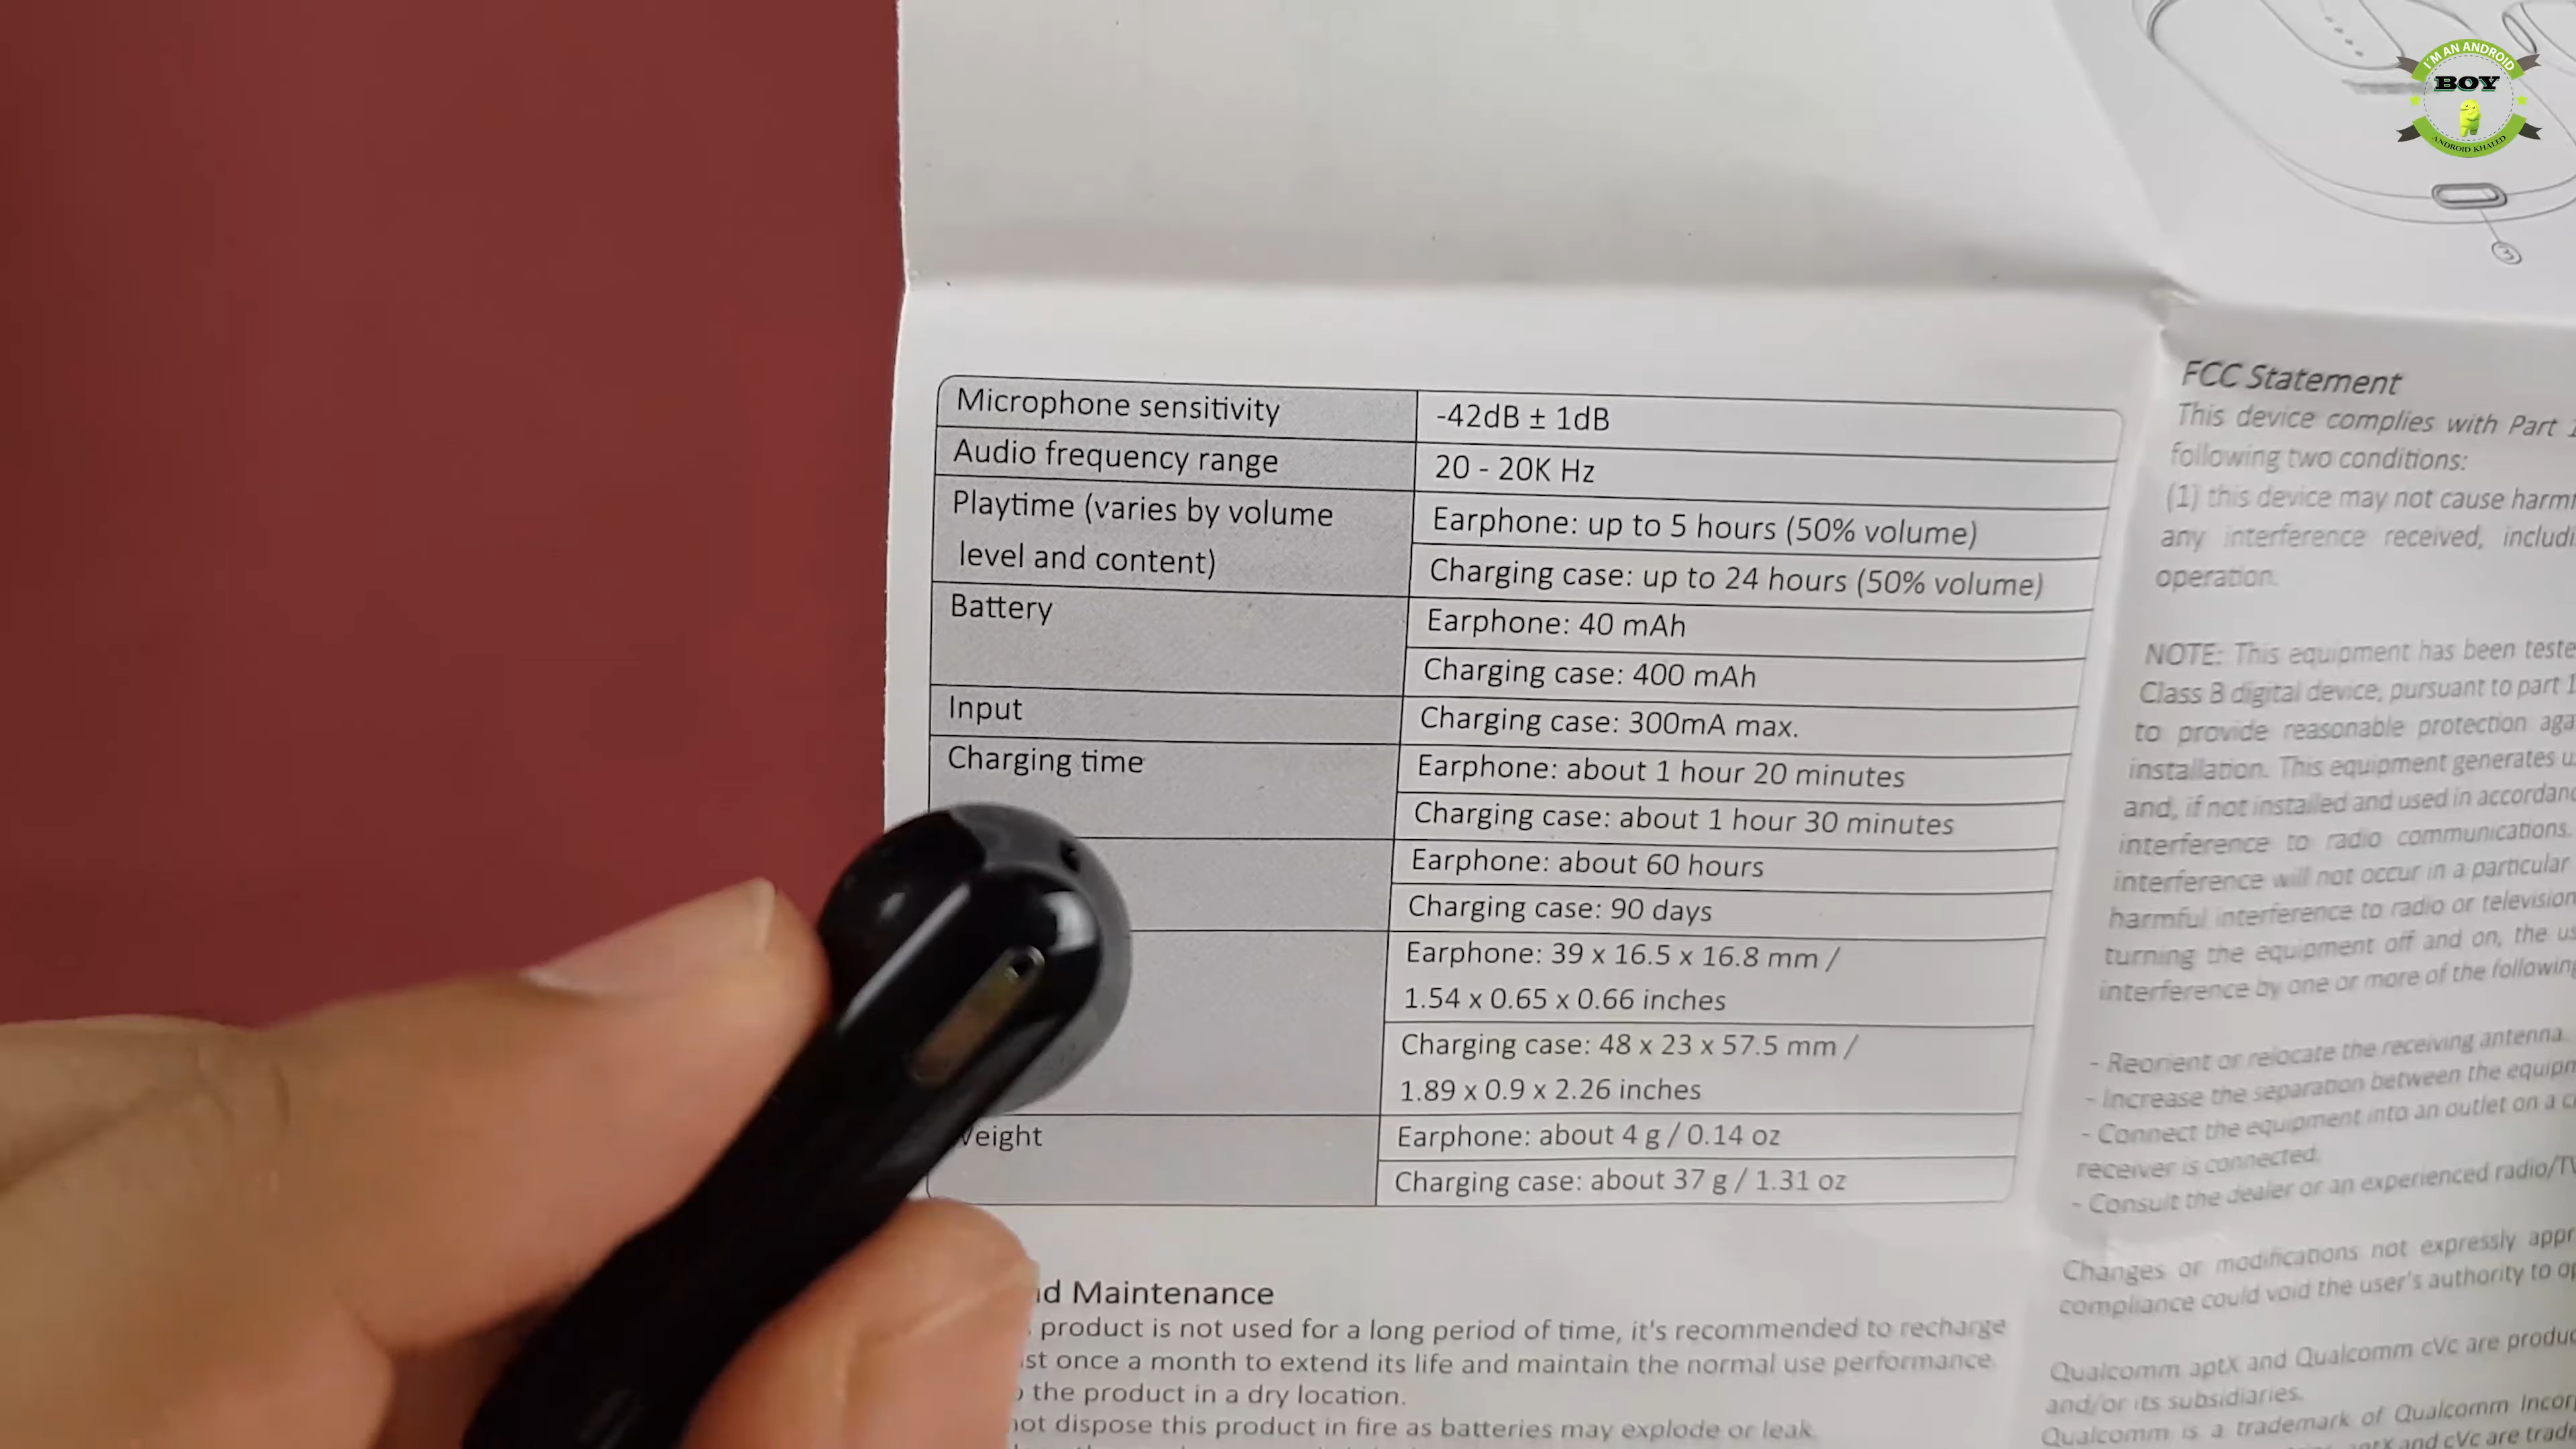 I'M AN ANDROID
BOY
ANDROID KHALED
3
Microphone sensitivity
-42dB ± 1dB
Audio frequency range
20 - 20K Hz
Playtime (varies by volume
level and content)
Earphone: up to 5 hours (50% volume)
Charging case: up to 24 hours (50% volume)
Battery
Earphone: 40 mAh
Charging case: 400 mAh
Input
Charging case: 300mA max.
Charging time
Earphone: about 1 hour 20 minutes
Charging case: about 1 hour 30 minutes
Earphone: about 60 hours
Charging case: 90 days
Earphone: 39 x 16.5 x 16.8 mm /
1.54 x 0.65 x 0.66 inches
Charging case: 48 x 23 x 57.5 mm /
1.89 x 0.9 x 2.26 inches
Weight
Earphone: about 4 g / 0.14 oz
Charging case: about 37 g / 1.31 oz
Maintenance
product is not used for a long period of time, it's recommended to recharge
once a month to extend its life and maintain the normal use performance.
the product in a dry location.
not dispose this product in fire as batteries may explode or leak.
FCC Statement
This device complies with Part
following two conditions:
(1) this device may not cause
any interference received,
operation.
NOTE: This equipment has been
Class B digital device, pursuant to part
to provide reasonable protection
installation. This equipment generates
and, if not installed and used in
interference to radio communications.
interference will not occur in a particular
harmful interference to radio or television
turning the equipment off and on, the
interference by one or more of the following
- Reorient or relocate the receiving antenna.
- Increase the separation between the
- Connect the equipment into an outlet on a
receiver is connected.
- Consult the dealer or an experienced
Changes or modifications not expressly
compliance could void the user's authority to
Qualcomm aptX and Qualcomm cVc are
and/or its subsidiaries.
Qualcomm is a trademark of Qualcomm
and cVc are